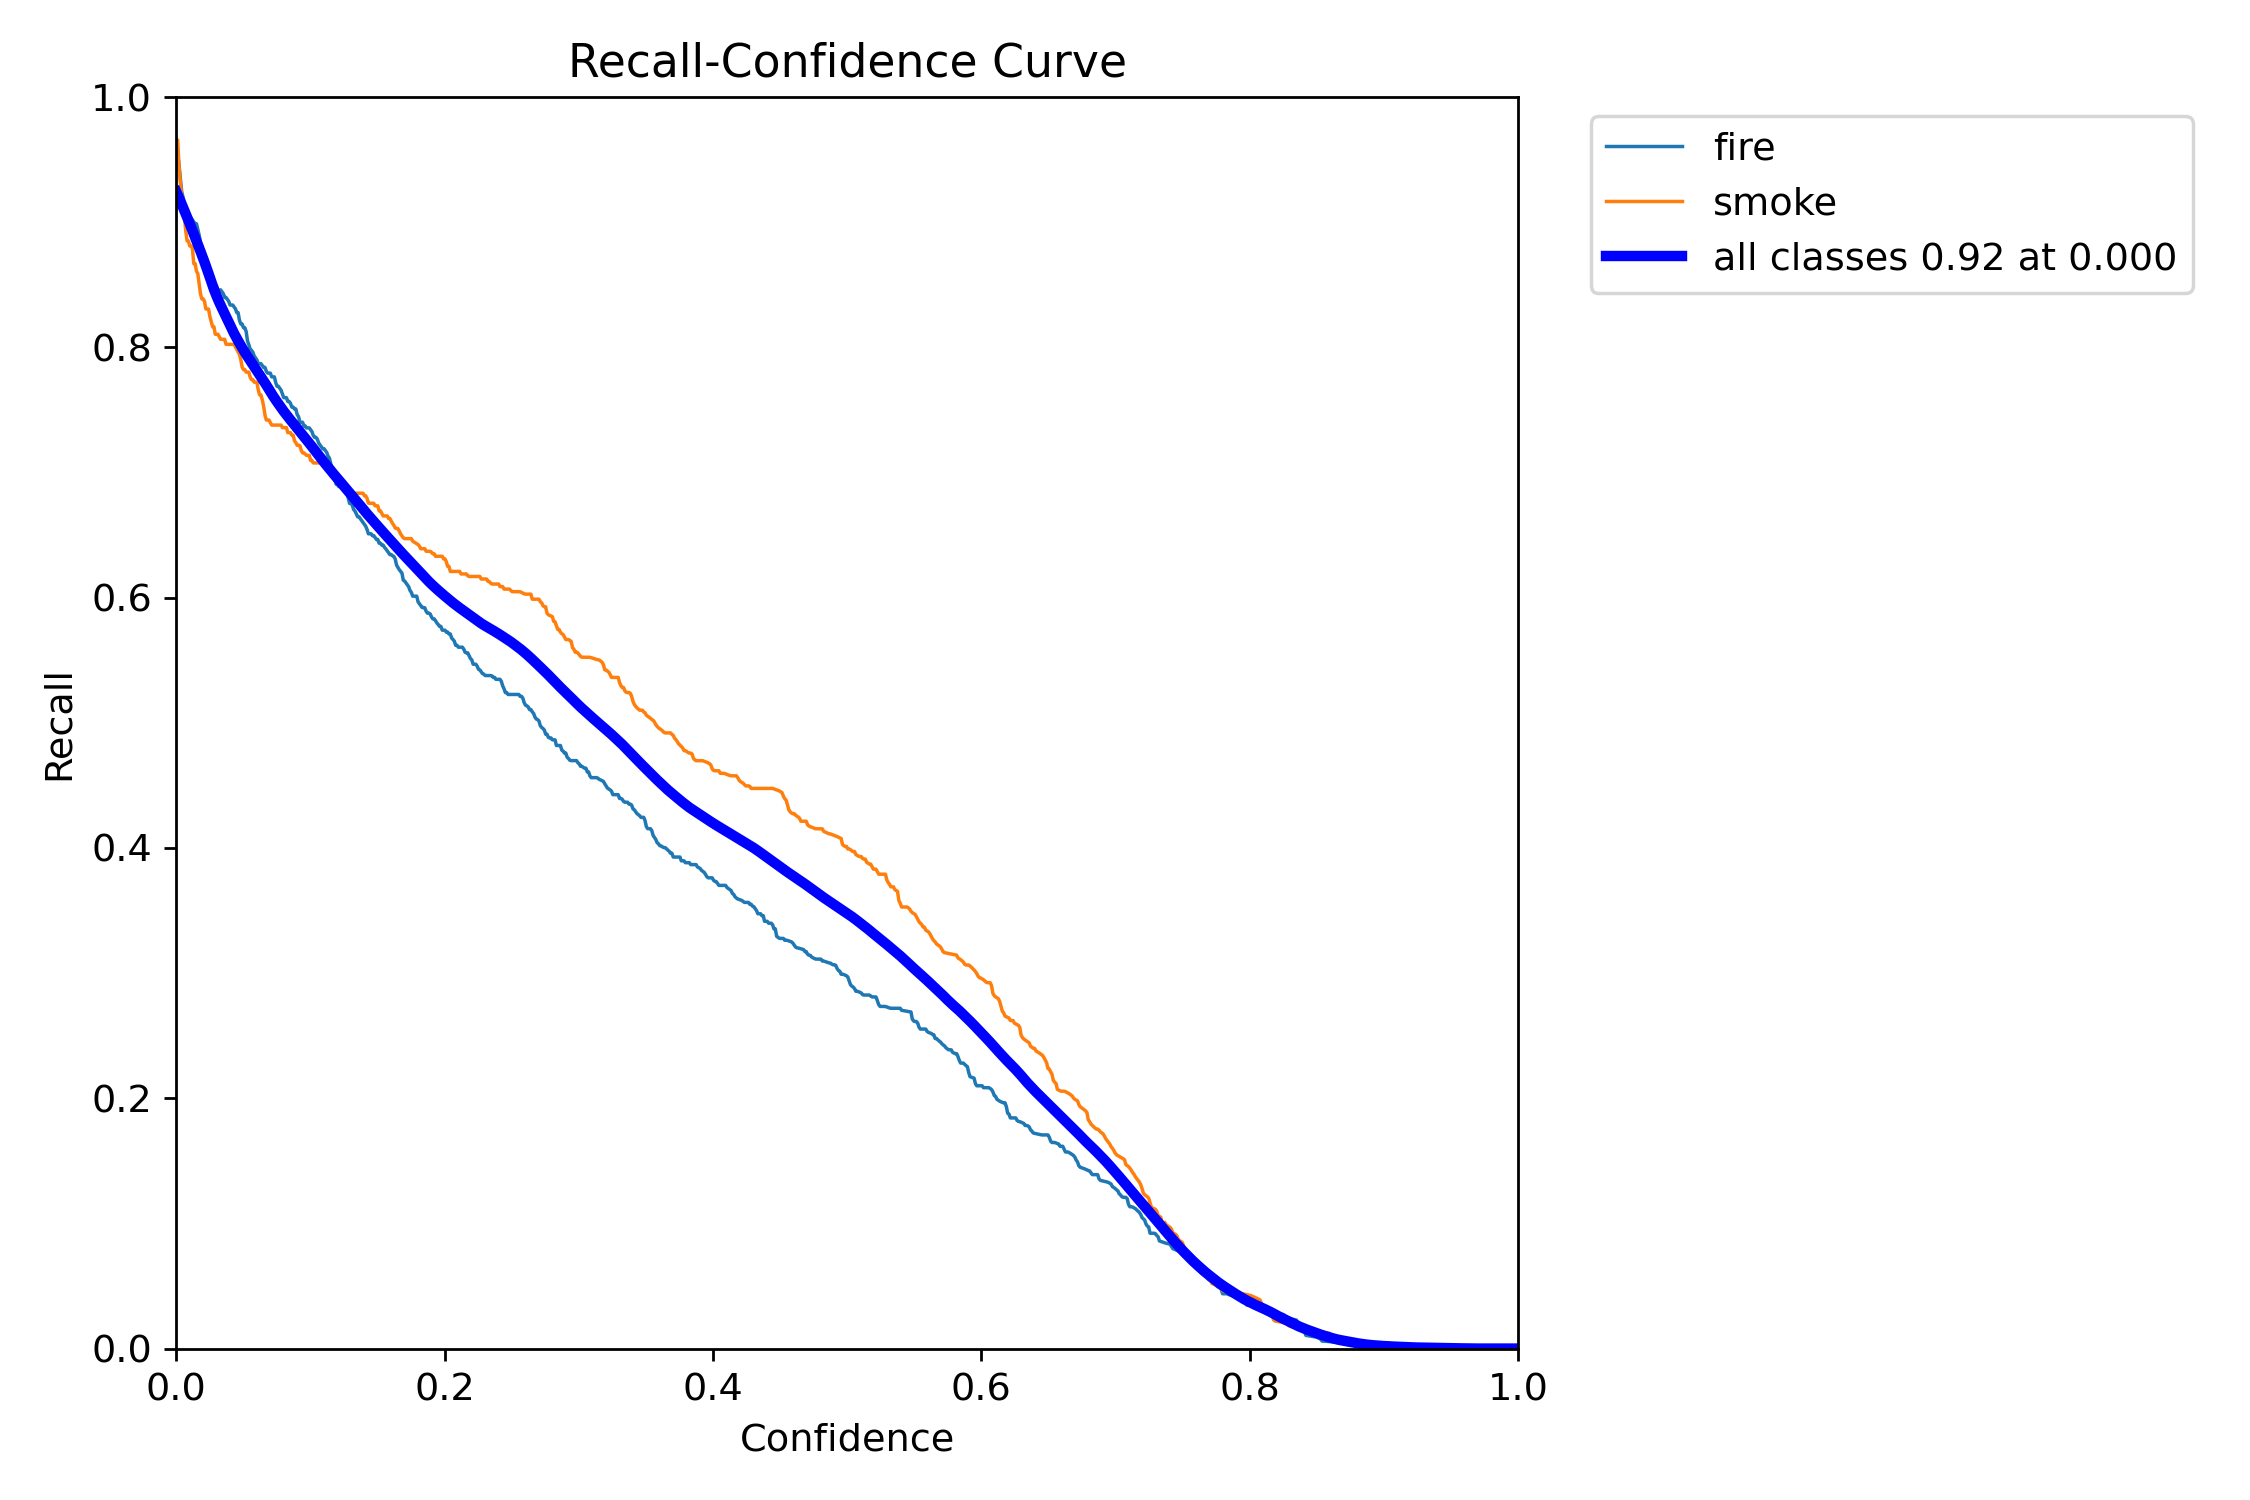 Recall-Confidence Curve
1.0
0.8
0.6
0.4
0.2
0.0
Recall
0.0 0.2 0.4 0.6 0.8 1.0
Confidence
fire
smoke
all classes 0.92 at 0.000